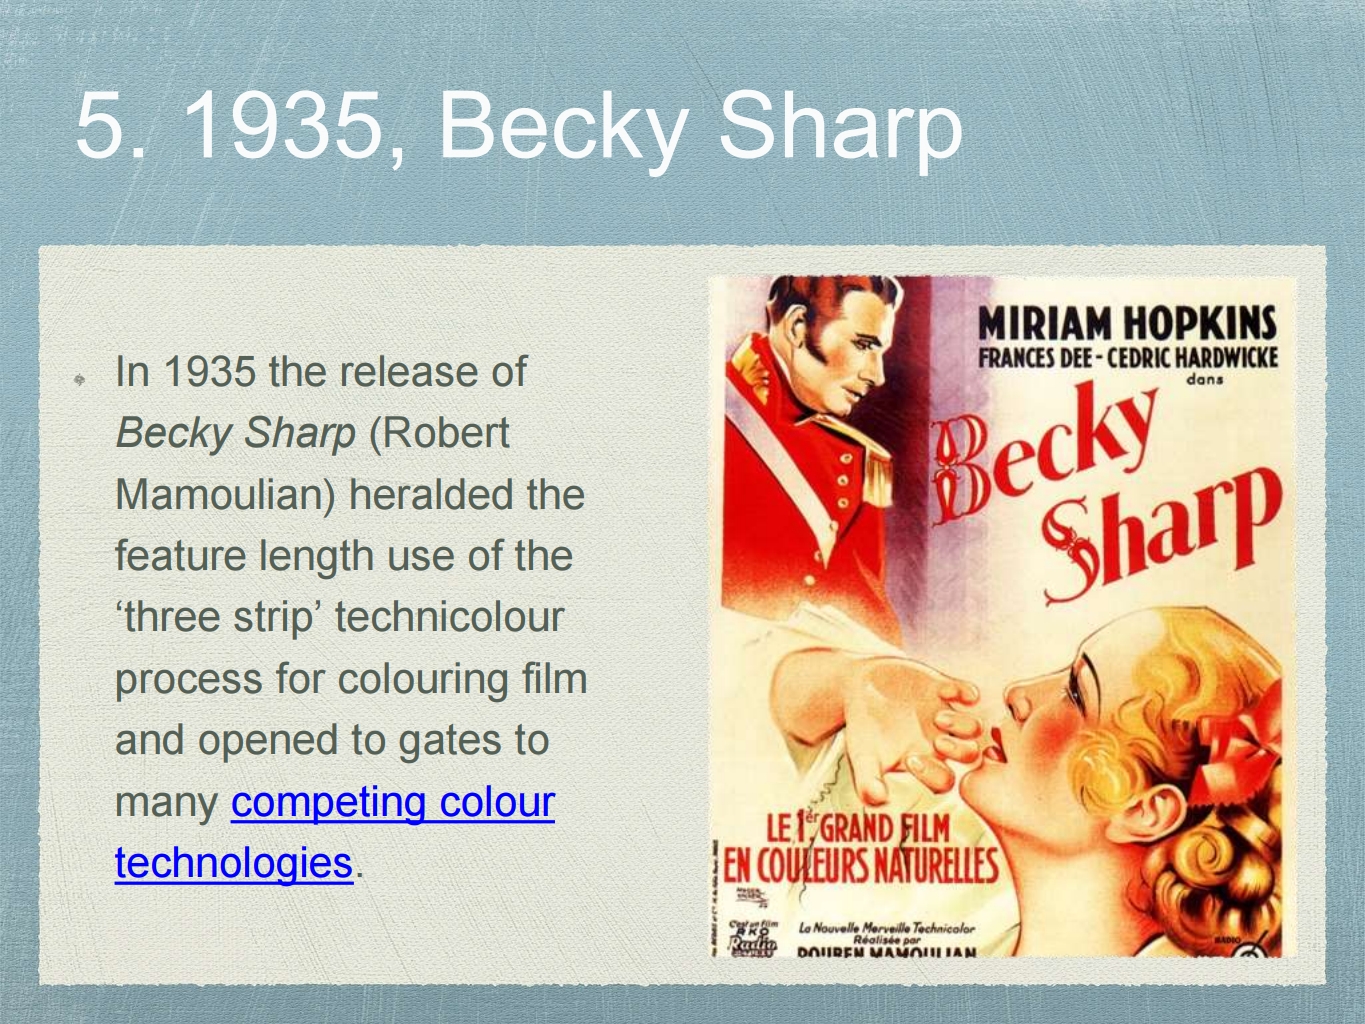 5. 1935, Becky Sharp
In 1935 the release of
Becky Sharp (Robert
Mamoulian) heralded the
feature length use of the
‘three strip’ technicolour
process for colouring film
and opened to gates to
many competing colour
technologies.
MIRIAM HOPKINS
FRANCES DEE - CEDRIC HARDWICKE
dans
Becky
Sharp
LE 1er GRAND FILM
EN COULEURS NATURELLES
C'est un film
RKO
Radio
La Nouvelle Merveille Technicolor
Réalisée par
ROUBEN MAMOULIAN
RADIO